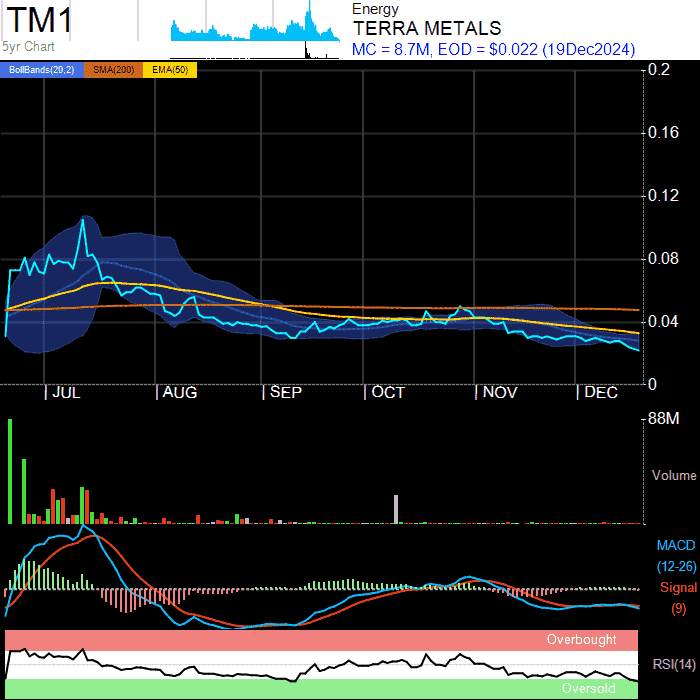 TM1
5yr Chart
Energy
TERRA METALS
MC = 8.7M, EOD = $0.022 (19Dec2024)
BollBands(20,2) SMA(200) EMA(50)
0.2
0.16
0.12
0.08
0.04
0
JUL AUG SEP OCT NOV DEC
88M
Volume
MACD
(12-26)
Signal
(9)
Overbought
RSI(14)
Oversold